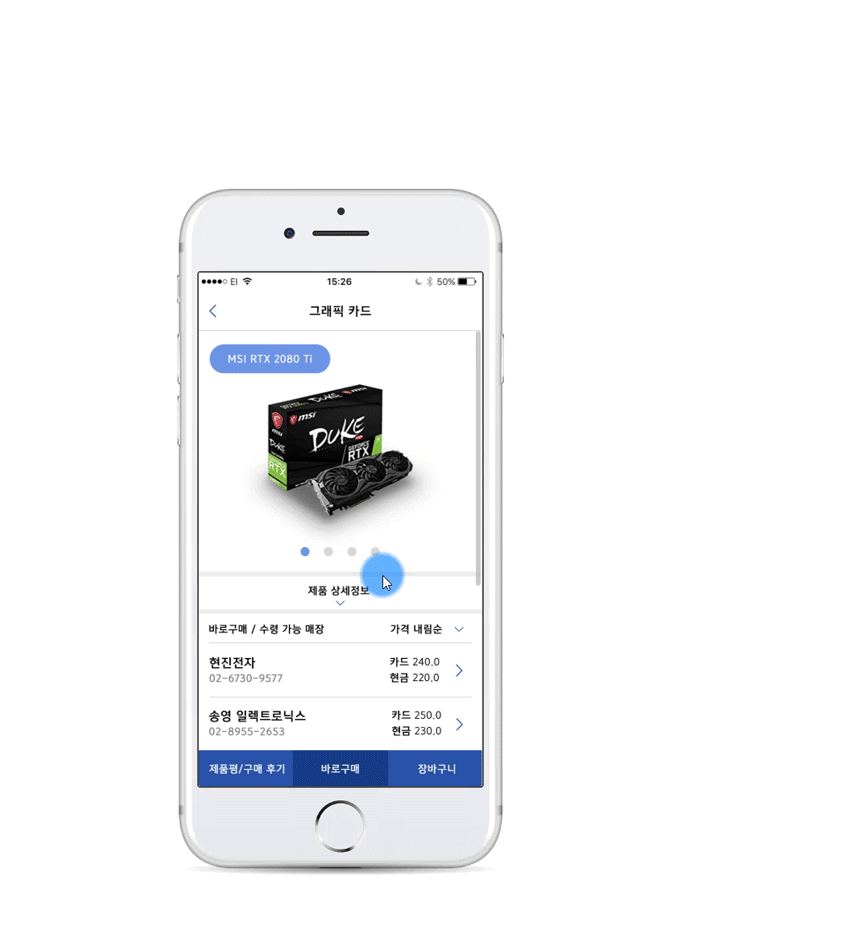 EI 15:26 50%
그래픽 카드
MSI RTX 2080 Ti
msi
msi
DUKE
DUKE
GEFORCE
RTX
RTX
제품 상세정보
바로구매 / 수령 가능 매장 가격 내림순
현진전자 카드 240.0
02-6730-9577 현금 220.0
송영 일렉트로닉스 카드 250.0
02-8955-2653 현금 230.0
제품평/구매 후기 바로구매 장바구니